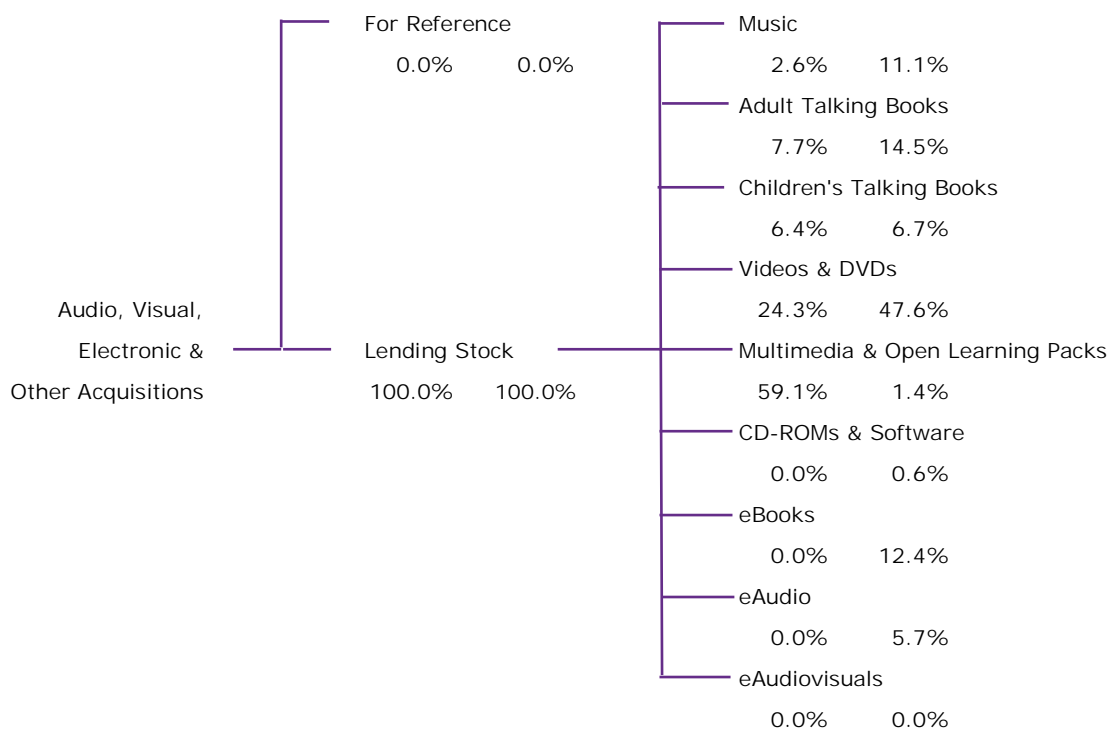 For Reference
0.0% 0.0%
Audio, Visual,
Electronic &
Other Acquisitions
Lending Stock
100.0% 100.0%
Music
2.6% 11.1%
Adult Talking Books
7.7% 14.5%
Children's Talking Books
6.4% 6.7%
Videos & DVDs
24.3% 47.6%
Multimedia & Open Learning Packs
59.1% 1.4%
CD-ROMs & Software
0.0% 0.6%
eBooks
0.0% 12.4%
eAudio
0.0% 5.7%
eAudiovisuals
0.0% 0.0%